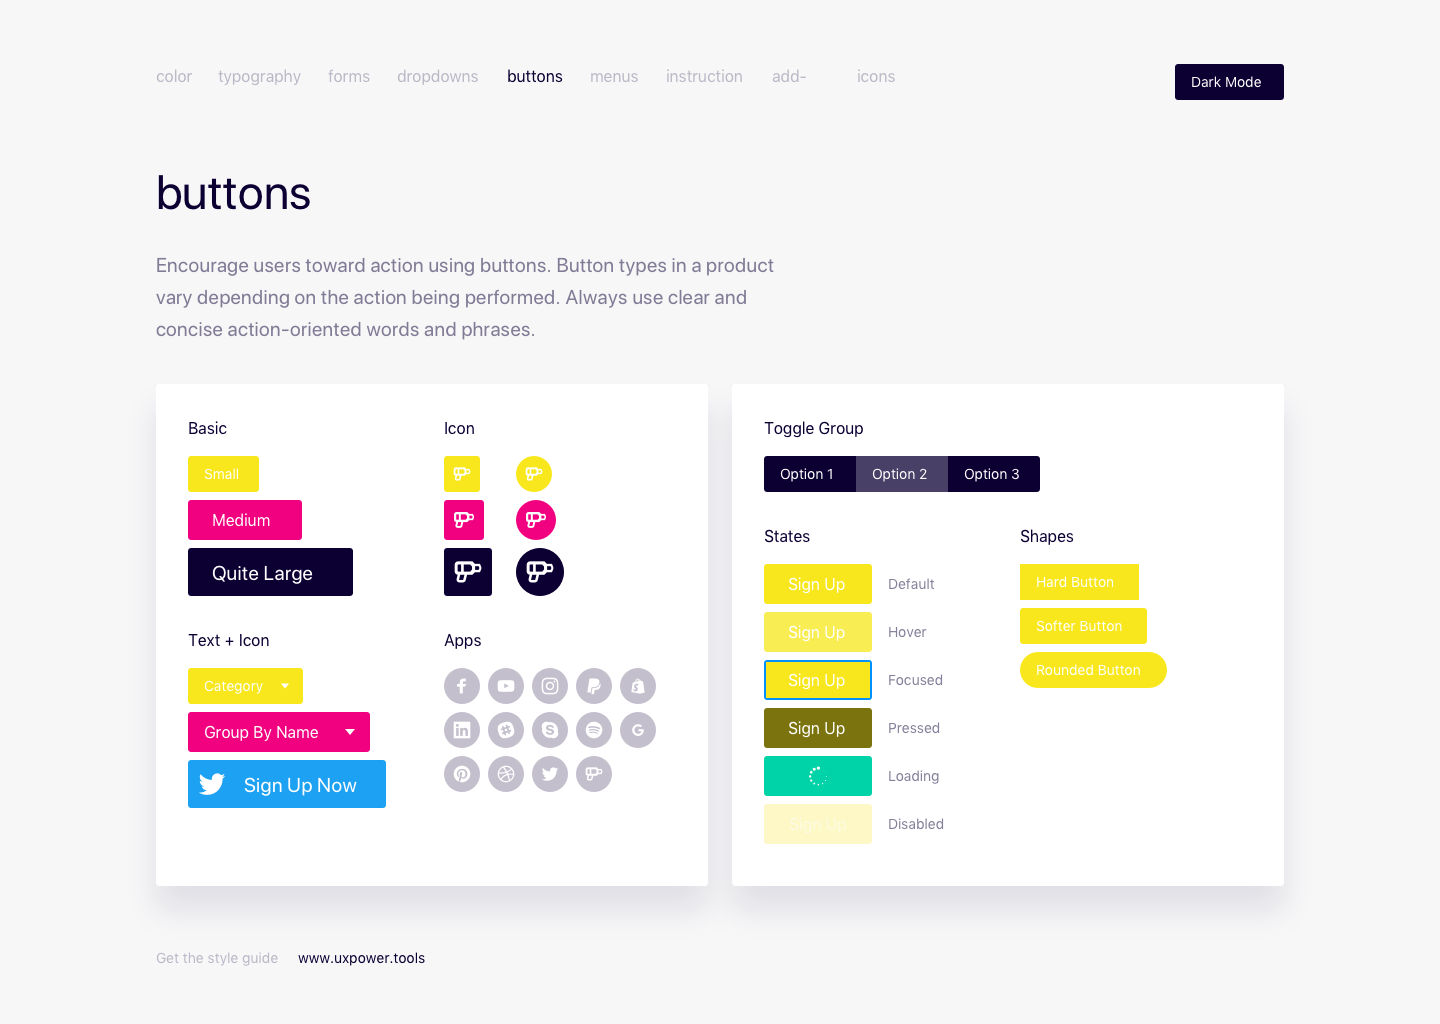 color typography forms dropdowns buttons menus instruction add- icons
Dark Mode
buttons
Encourage users toward action using buttons. Button types in a product
vary depending on the action being performed. Always use clear and
concise action-oriented words and phrases.
Basic
Small
Medium
Quite Large
Icon
Text + Icon
Category
Group By Name
Sign Up Now
Apps
Toggle Group
Option 1 Option 2 Option 3
States
Sign Up Default
Sign Up Hover
Sign Up Focused
Sign Up Pressed
Loading
Sign Up Disabled
Shapes
Hard Button
Softer Button
Rounded Button
Get the style guide www.uxpower.tools